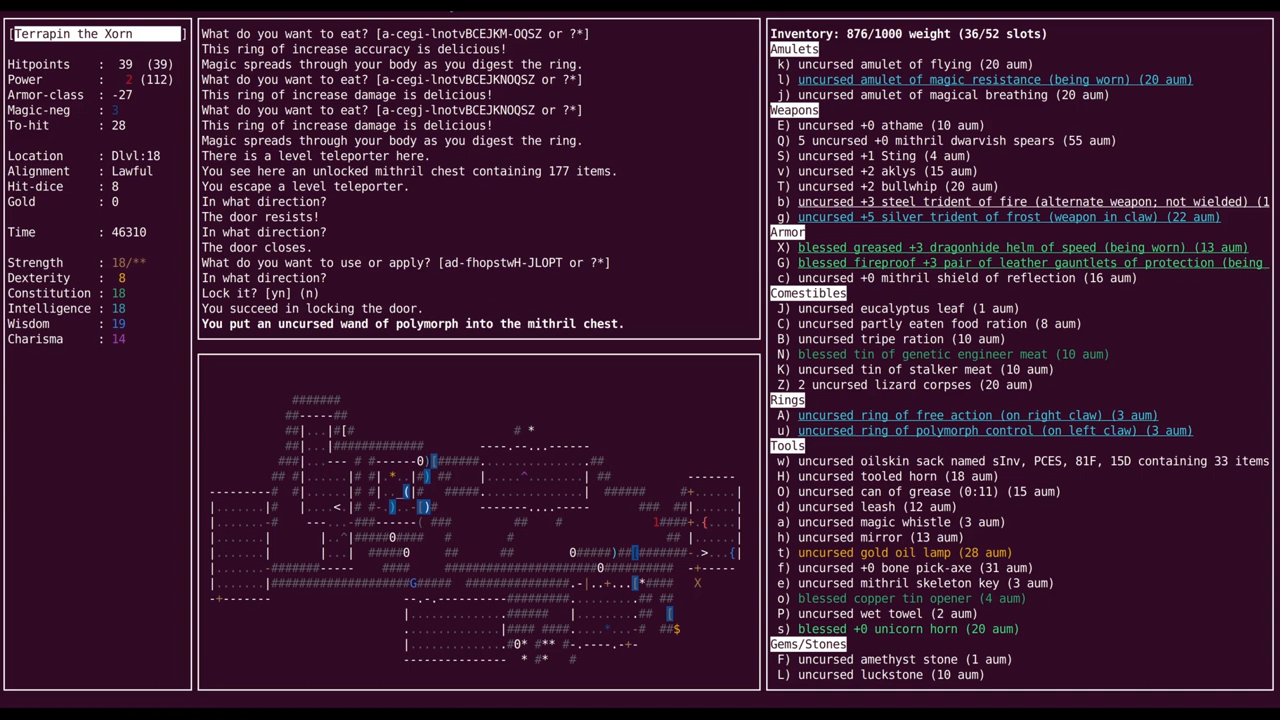 [Terrapin the Xorn      ]
Hitpoints    :  39  (39)
Power        :   2 (112)
Armor-class  : -27
Magic-neg    :  3
To-hit       : 28
Location     : Dlvl:18
Alignment    : Lawful
Hit-dice     : 8
Gold         : 0
Time         : 46310
Strength     : 18/**
Dexterity    :  8
Constitution : 18
Intelligence : 18
Wisdom       : 19
Charisma     : 14
What do you want to eat? [a-cegi-lnotvBCEJKM-OQSZ or ?*]
This ring of increase accuracy is delicious!
Magic spreads through your body as you digest the ring.
What do you want to eat? [a-cegi-lnotvBCEJKNOQSZ or ?*]
This ring of increase damage is delicious!
What do you want to eat? [a-cegi-lnotvBCEJKNOQSZ or ?*]
This ring of increase damage is delicious!
Magic spreads through your body as you digest the ring.
There is a level teleporter here.
You see here an unlocked mithril chest containing 177 items.
You escape a level teleporter.
In what direction?
The door resists!
In what direction?
The door closes.
What do you want to use or apply? [ad-fhopstwH-JLOPT or ?*]
In what direction?
Lock it? [yn] (n)
You succeed in locking the door.
You put an uncursed wand of polymorph into the mithril chest.
Inventory: 876/1000 weight (36/52 slots)
Amulets
k) uncursed amulet of flying (20 aum)
l) uncursed amulet of magic resistance (being worn) (20 aum)
j) uncursed amulet of magical breathing (20 aum)
Weapons
E) uncursed +0 athame (10 aum)
Q) 5 uncursed +0 mithril dwarvish spears (55 aum)
S) uncursed +1 Sting (4 aum)
v) uncursed +2 aklys (15 aum)
T) uncursed +2 bullwhip (20 aum)
b) uncursed +3 steel trident of fire (alternate weapon; not wielded) (1
g) uncursed +5 silver trident of frost (weapon in claw) (22 aum)
Armor
X) blessed greased +3 dragonhide helm of speed (being worn) (13 aum)
G) blessed fireproof +3 pair of leather gauntlets of protection (being
c) uncursed +0 mithril shield of reflection (16 aum)
Comestibles
J) uncursed eucalyptus leaf (1 aum)
C) uncursed partly eaten food ration (8 aum)
B) uncursed tripe ration (10 aum)
N) blessed tin of genetic engineer meat (10 aum)
K) uncursed tin of stalker meat (10 aum)
Z) 2 uncursed lizard corpses (20 aum)
Rings
A) uncursed ring of free action (on right claw) (3 aum)
u) uncursed ring of polymorph control (on left claw) (3 aum)
Tools
w) uncursed oilskin sack named sInv, PCES, 81F, 15D containing 33 items
H) uncursed tooled horn (18 aum)
O) uncursed can of grease (0:11) (15 aum)
d) uncursed leash (12 aum)
a) uncursed magic whistle (3 aum)
h) uncursed mirror (13 aum)
t) uncursed gold oil lamp (28 aum)
f) uncursed +0 bone pick-axe (31 aum)
e) uncursed mithril skeleton key (3 aum)
o) blessed copper tin opener (4 aum)
P) uncursed wet towel (2 aum)
s) blessed +0 unicorn horn (20 aum)
Gems/Stones
F) uncursed amethyst stone (1 aum)
L) uncursed luckstone (10 aum)